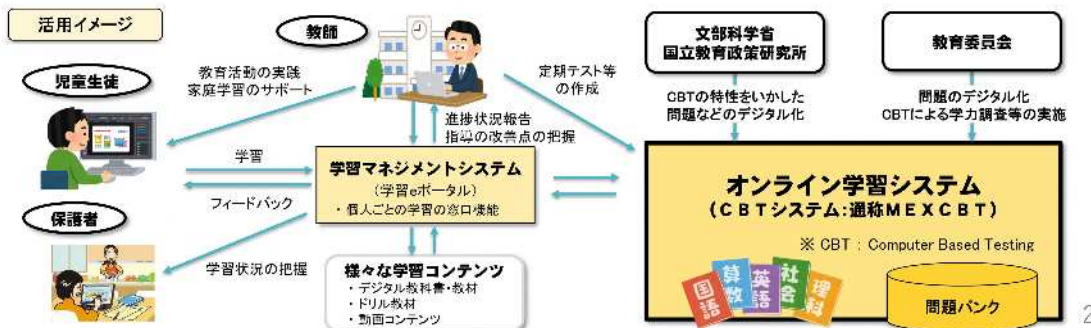 活用イメージ
児童生徒
保護者
教師
教育活動の実践
家庭学習のサポート
学習
フィードバック
学習状況の把握
進捗状況報告
指導の改善点の把握
定期テスト等
の作成
学習マネジメントシステム
(学習eポータル)
・個人ごとの学習の窓口機能
様々な学習コンテンツ
・デジタル教科書・教材
・ドリル教材
・動画コンテンツ
文部科学省
国立教育政策研究所
CBTの特性をいかした
問題などのデジタル化
教育委員会
問題のデジタル化
CBTによる学力調査等の実施
オンライン学習システム
(CBTシステム:通称MEXCBT)
※ CBT : Computer Based Testing
国語
算数
英語
社会
理科
問題バンク
2